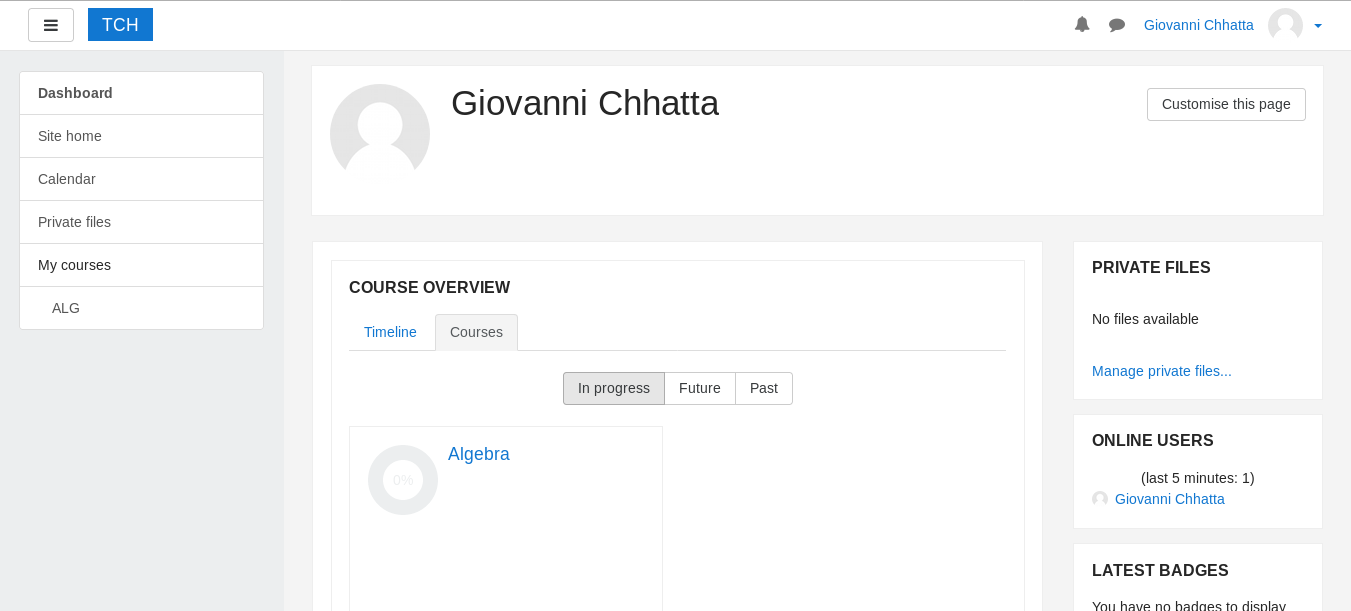 TCH
Giovanni Chhatta
Dashboard
Site home
Calendar
Private files
My courses
ALG
Giovanni Chhatta
Customise this page
COURSE OVERVIEW
Timeline Courses
In progress Future Past
0% Algebra
PRIVATE FILES
No files available
Manage private files...
ONLINE USERS
(last 5 minutes: 1)
Giovanni Chhatta
LATEST BADGES
You have no badges to display